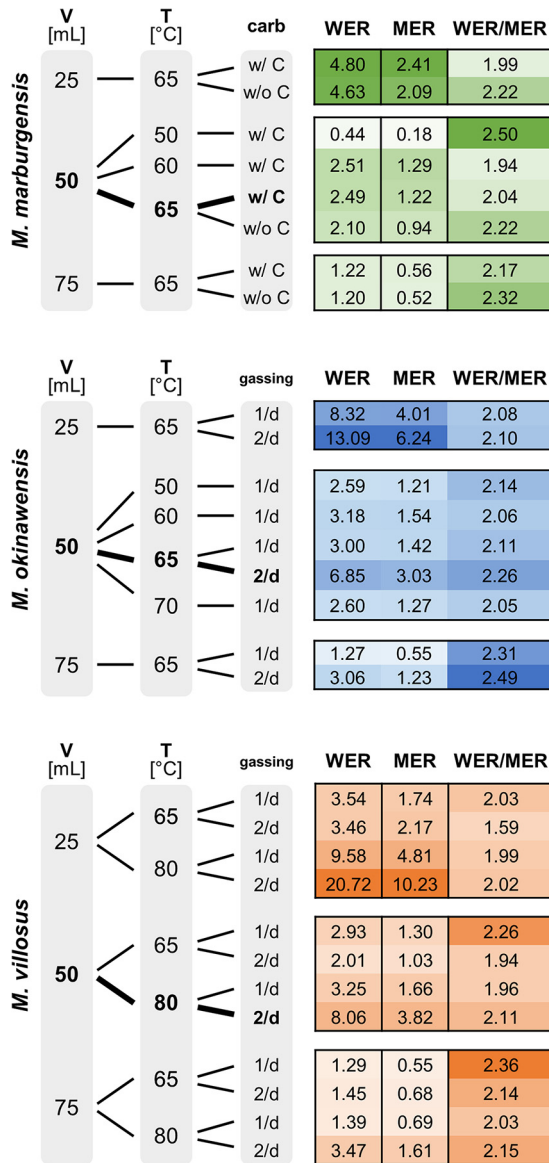 V T carb WER MER WER/MER
[mL] [°C]
M. marburgensis
25 65 w/ C 4.80 2.41 1.99
w/o C 4.63 2.09 2.22
50 50 w/ C 0.44 0.18 2.50
60 w/ C 2.51 1.29 1.94
65 w/ C 2.49 1.22 2.04
w/o C 2.10 0.94 2.22
75 65 w/ C 1.22 0.56 2.17
w/o C 1.20 0.52 2.32
V T gassing WER MER WER/MER
[mL] [°C]
M. okinawensis
25 65 1/d 8.32 4.01 2.08
2/d 13.09 6.24 2.10
50 50 1/d 2.59 1.21 2.14
60 1/d 3.18 1.54 2.06
65 1/d 3.00 1.42 2.11
2/d 6.85 3.03 2.26
70 1/d 2.60 1.27 2.05
75 65 1/d 1.27 0.55 2.31
2/d 3.06 1.23 2.49
V T gassing WER MER WER/MER
[mL] [°C]
M. villosus
25 65 1/d 3.54 1.74 2.03
2/d 3.46 2.17 1.59
80 1/d 9.58 4.81 1.99
2/d 20.72 10.23 2.02
50 65 1/d 2.93 1.30 2.26
2/d 2.01 1.03 1.94
80 1/d 3.25 1.66 1.96
2/d 8.06 3.82 2.11
75 65 1/d 1.29 0.55 2.36
2/d 1.45 0.68 2.14
80 1/d 1.39 0.69 2.03
2/d 3.47 1.61 2.15